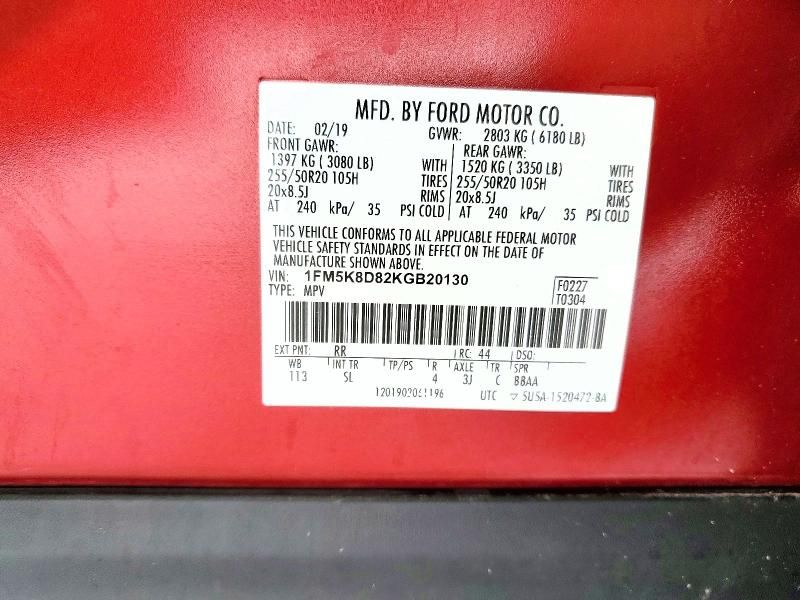 MFD. BY FORD MOTOR CO.
DATE: 02/19 GVWR: 2803 KG ( 6180 LB)
FRONT GAWR: REAR GAWR:
1397 KG ( 3080 LB) WITH 1520 KG ( 3350 LB) WITH
255/50R20 105H TIRES 255/50R20 105H TIRES
20x8.5J RIMS 20x8.5J RIMS
AT 240 kPa/ 35 PSI COLD AT 240 kPa/ 35 PSI COLD
THIS VEHICLE CONFORMS TO ALL APPLICABLE FEDERAL MOTOR
VEHICLE SAFETY STANDARDS IN EFFECT ON THE DATE OF
MANUFACTURE SHOWN ABOVE.
VIN: 1FM5K8D82KGB20130 F0227
TYPE: MPV T0304
EXT PNT: RR RC: 44 DSO:
WB INT TR TP/PS R AXLE TR SPR
113 SL 4 3J C BBAA
UTC ▽ 5U5A-1520472-BA